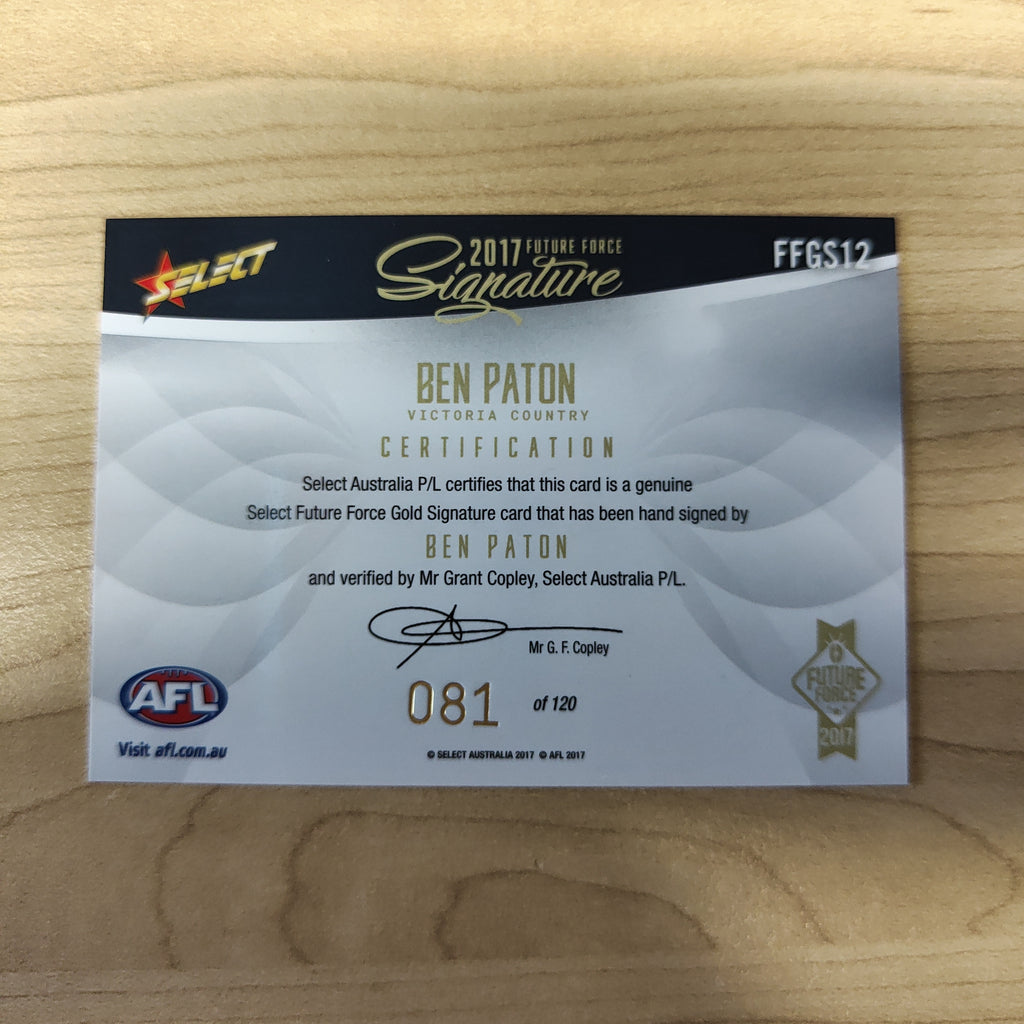 SELECT
2017 FUTURE FORCE
Signature
FFGS12
BEN PATON
VICTORIA COUNTRY
CERTIFICATION
Select Australia P/L certifies that this card is a genuine
Select Future Force Gold Signature card that has been hand signed by
BEN PATON
and verified by Mr Grant Copley, Select Australia P/L.
Mr G. F. Copley
081 of 120
AFL
Visit afl.com.au
© SELECT AUSTRALIA 2017 © AFL 2017
FUTURE
FORCE
2017